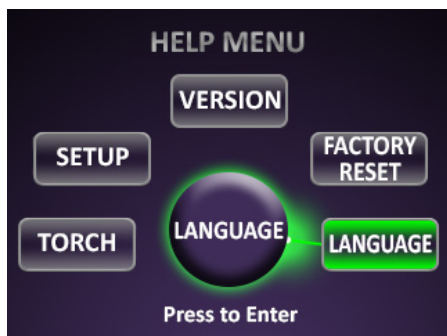 HELP MENU
VERSION
SETUP
FACTORY
RESET
TORCH
LANGUAGE
LANGUAGE
Press to Enter